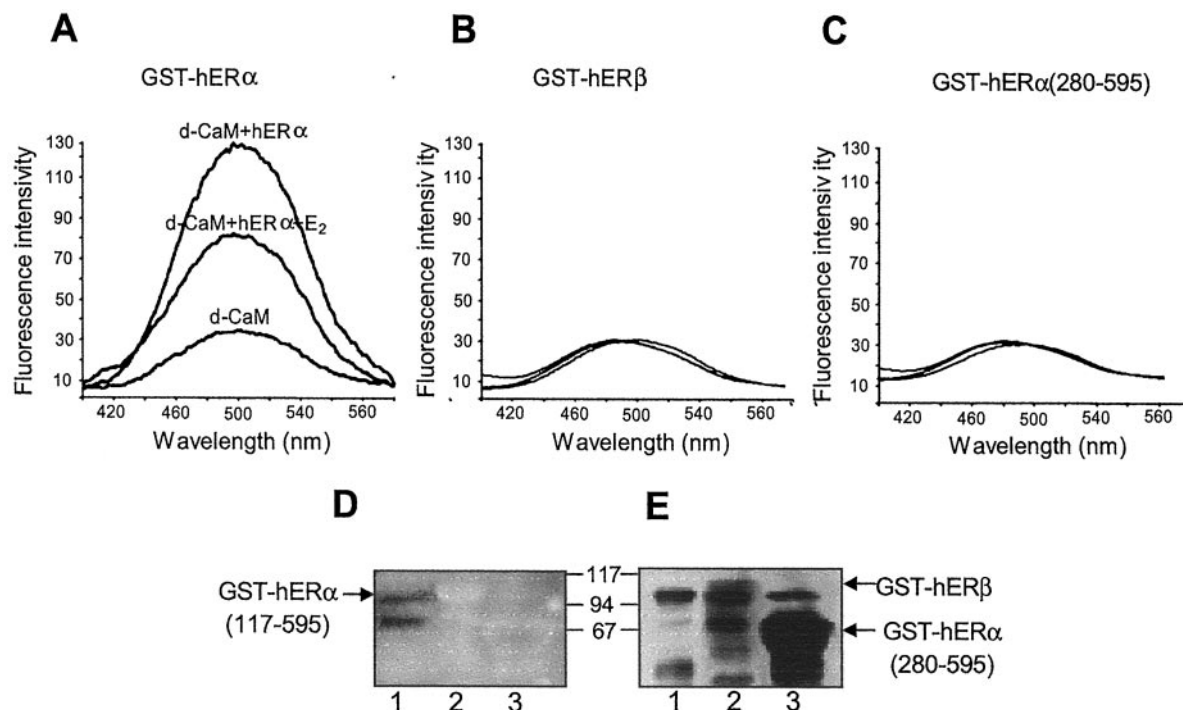 A
B
C
GST-hERα
GST-hERβ
GST-hERα(280-595)
Fluorescence intensivity
130
110
90
70
50
30
10
d-CaM+hERα
d-CaM+hERα+E2
d-CaM
420 460 500 540 580
Wavelength (nm)
Fluorescence intensivity
130
110
90
70
50
30
10
420 460 500 540 560
Wavelength (nm)
Fluorescence intensiv ity
130
110
90
70
50
30
10
420 460 500 540 560
Wavelength (nm)
D
E
GST-hERα
(117-595)
117
94
67
GST-hERβ
GST-hERα
(280-595)
1 2 3
1 2 3